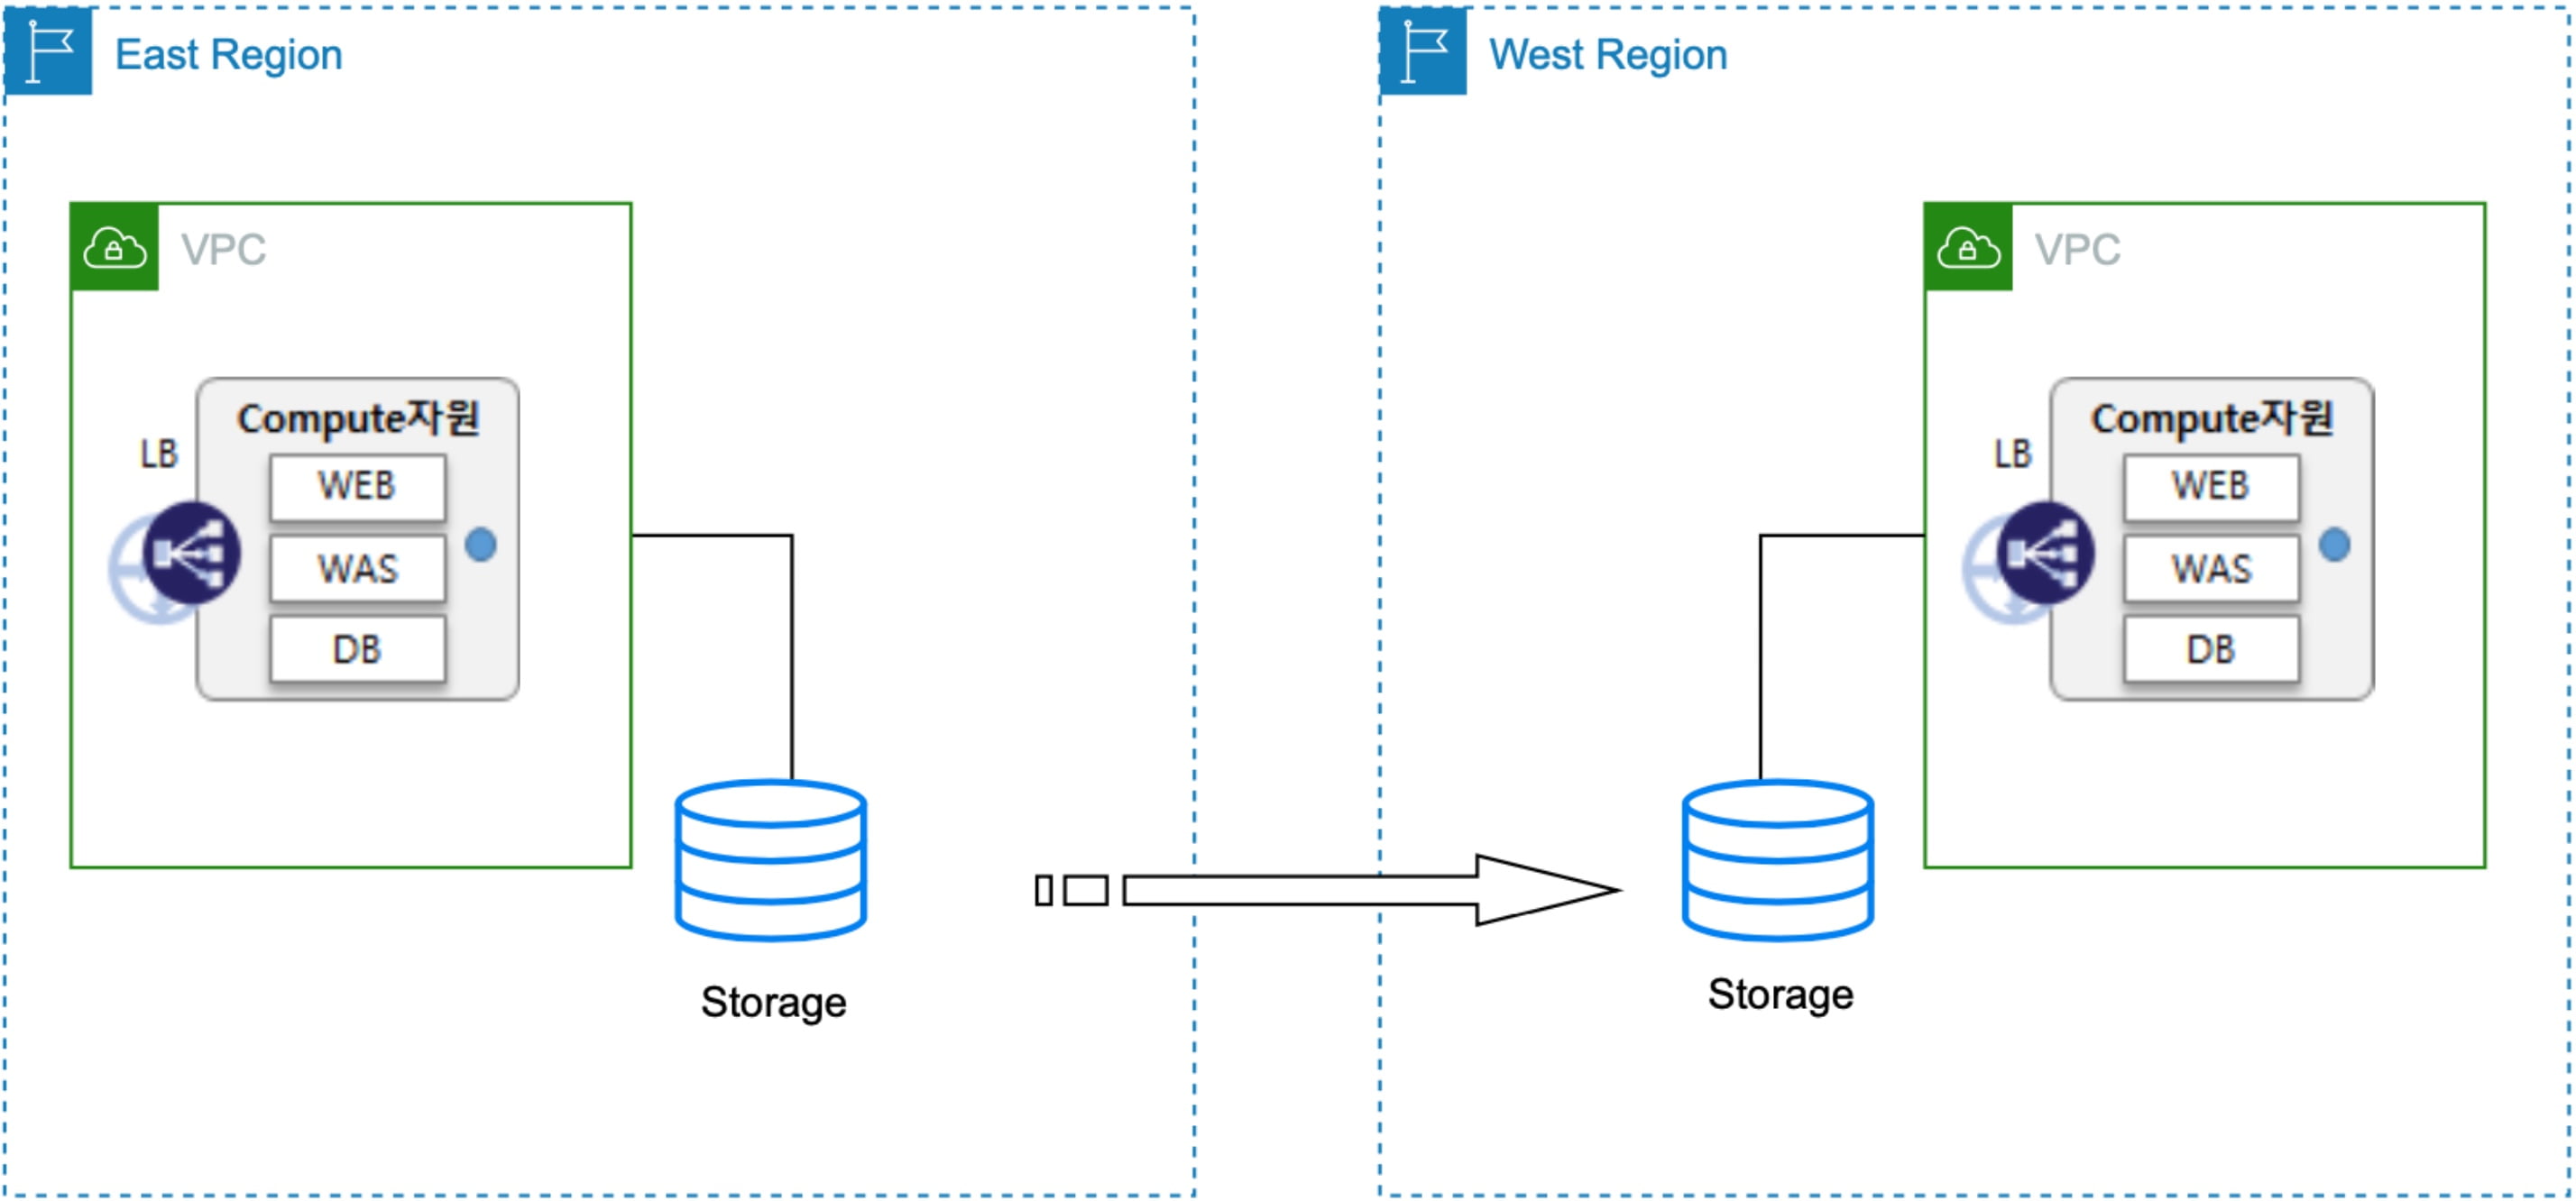 East Region
VPC
LB
Compute자원
WEB
WAS
DB
Storage
West Region
VPC
LB
Compute자원
WEB
WAS
DB
Storage